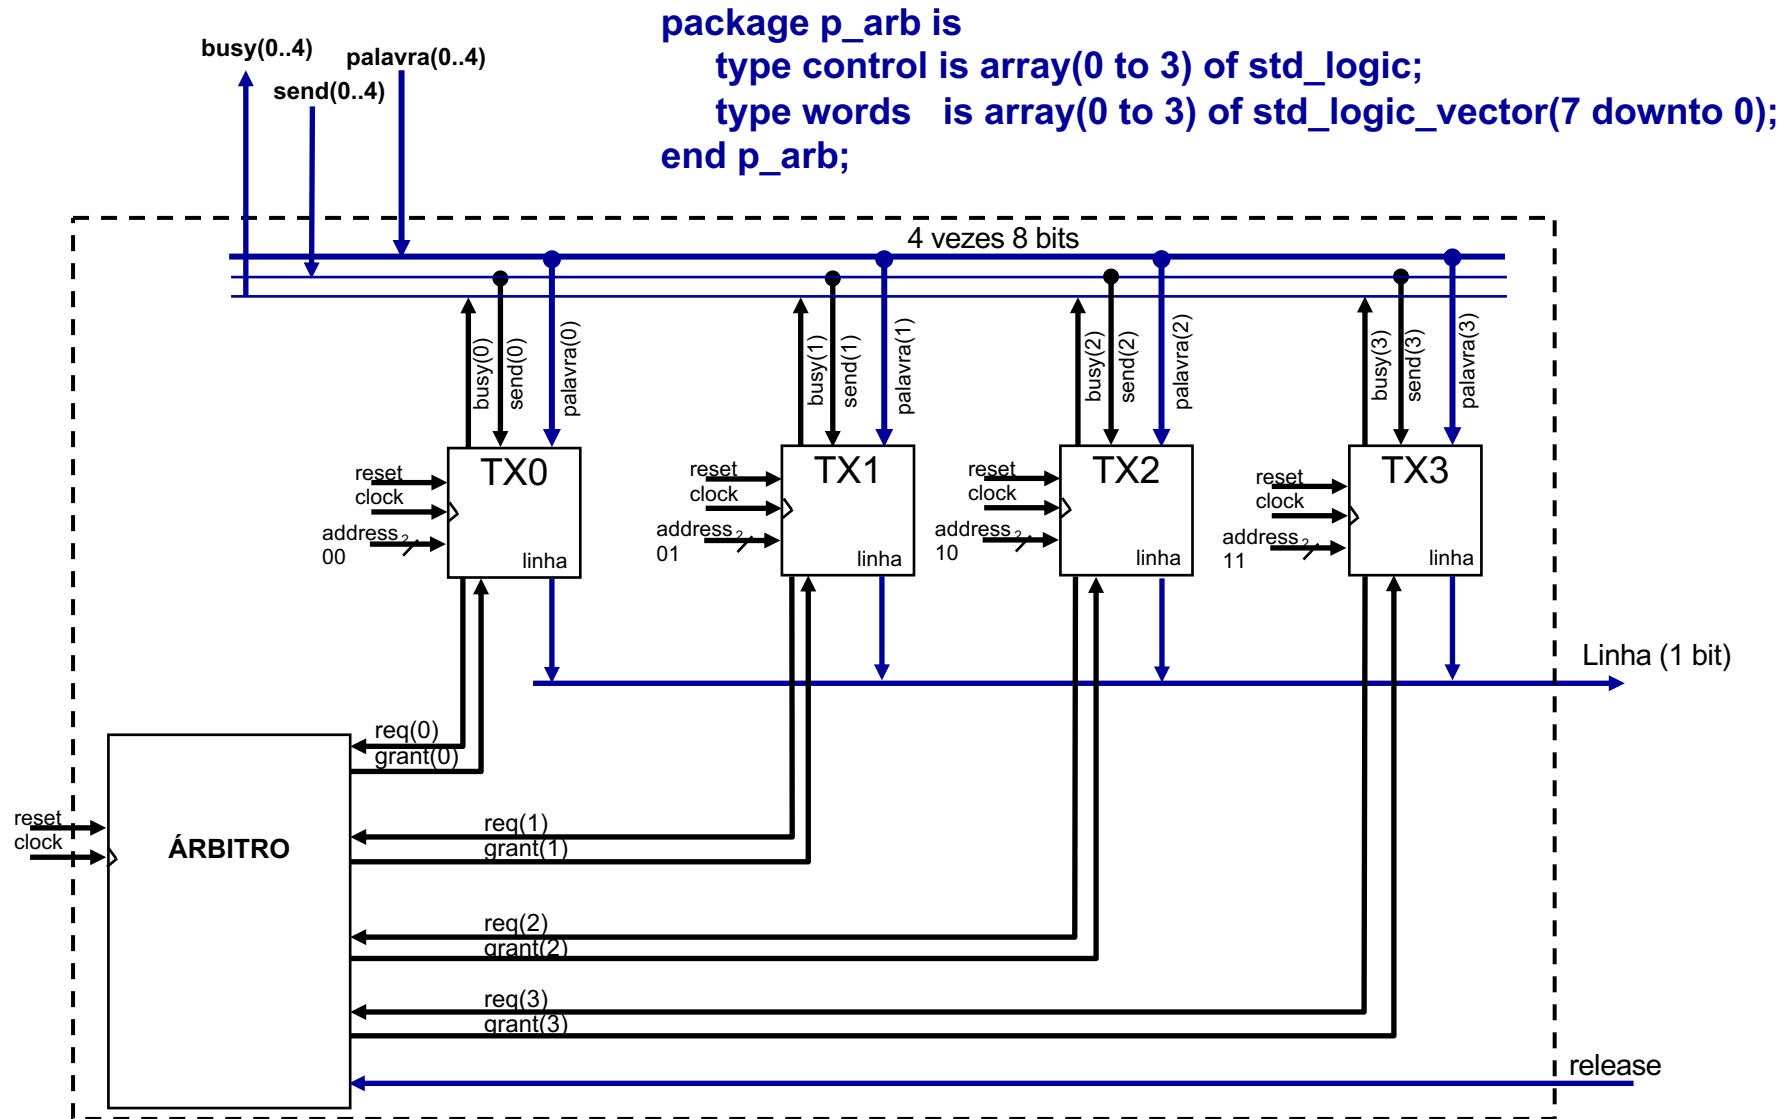 package p_arb is
type control is array(0 to 3) of std_logic;
type words is array(0 to 3) of std_logic_vector(7 downto 0);
end p_arb;
busy(0..4)
palavra(0..4)
send(0..4)
4 vezes 8 bits
busy(0)
send(0)
palavra(0)
busy(1)
send(1)
palavra(1)
busy(2)
send(2)
palavra(2)
busy(3)
send(3)
palavra(3)
TX0
reset
clock
address 2
00
linha
TX1
reset
clock
address 2
01
linha
TX2
reset
clock
address 2
10
linha
TX3
reset
clock
address 2
11
linha
Linha (1 bit)
req(0)
grant(0)
reset
clock
ÁRBITRO
req(1)
grant(1)
req(2)
grant(2)
req(3)
grant(3)
release